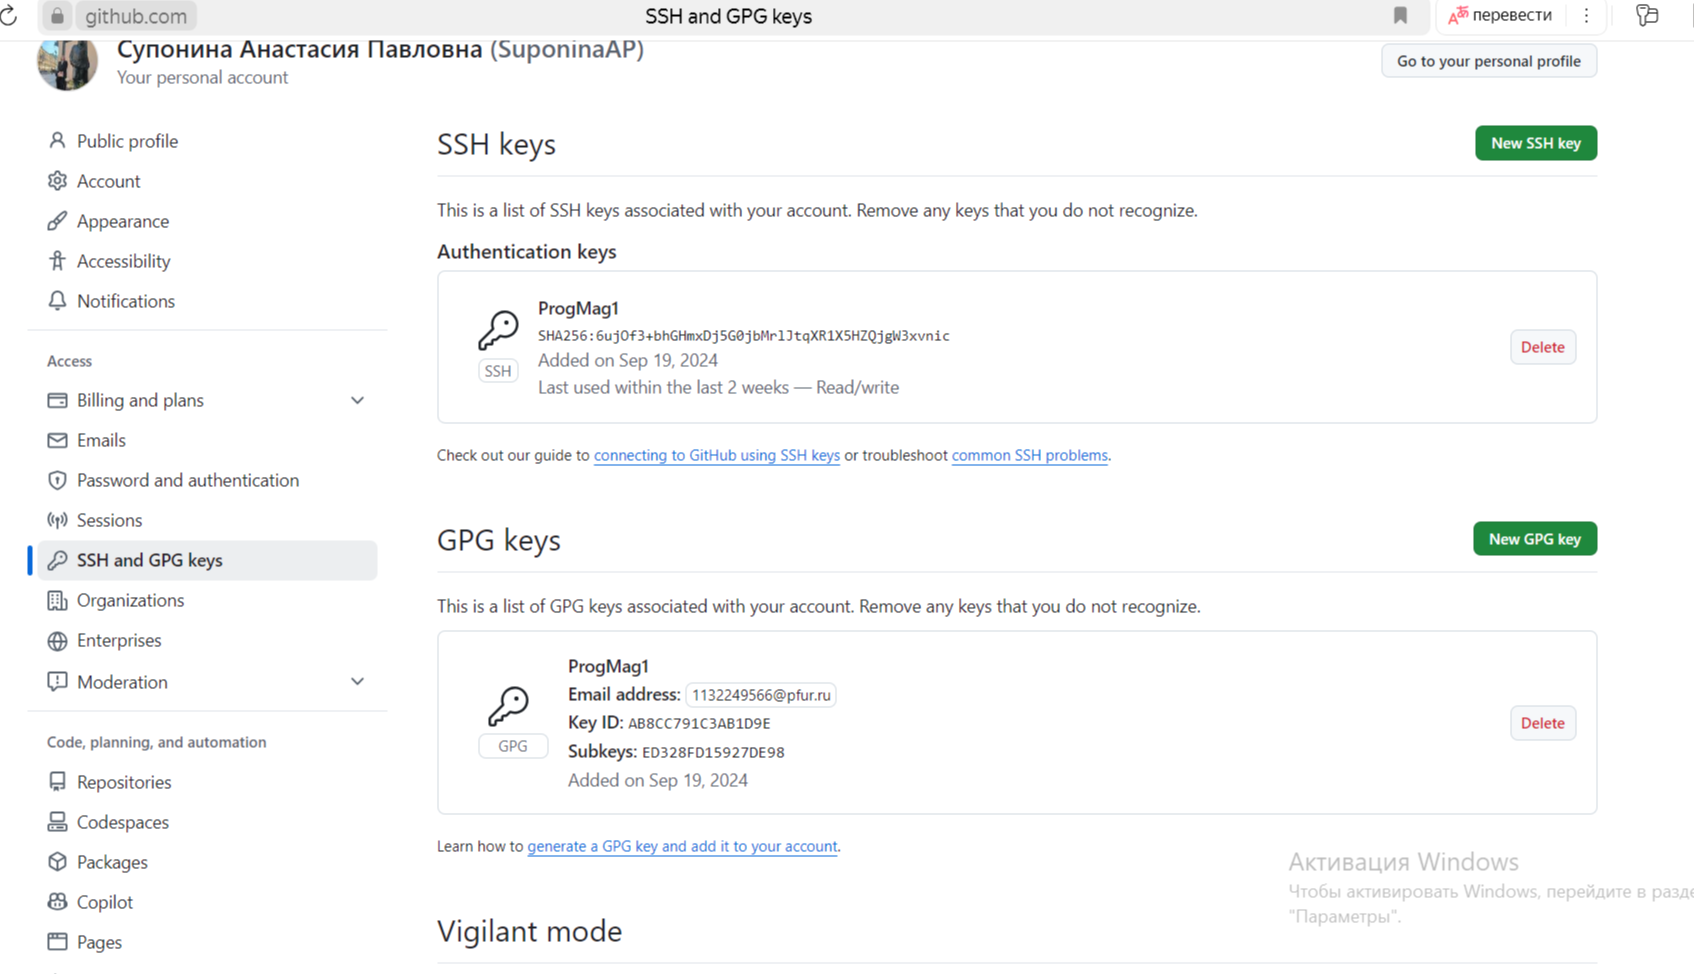 github.com
SSH and GPG keys
перевести
Супонина Анастасия Павловна (SuponinaAP)
Your personal account
Go to your personal profile
Public profile
Account
Appearance
Accessibility
Notifications
Access
Billing and plans
Emails
Password and authentication
Sessions
SSH and GPG keys
Organizations
Enterprises
Moderation
Code, planning, and automation
Repositories
Codespaces
Packages
Copilot
Pages
SSH keys
New SSH key
This is a list of SSH keys associated with your account. Remove any keys that you do not recognize.
Authentication keys
ProgMag1
SHA256:6ujOf3+bhGHmxDj5G0jbMrlJtqXR1X5HZQjgW3xvnic
Added on Sep 19, 2024
Last used within the last 2 weeks — Read/write
SSH
Delete
Check out our guide to connecting to GitHub using SSH keys or troubleshoot common SSH problems.
GPG keys
New GPG key
This is a list of GPG keys associated with your account. Remove any keys that you do not recognize.
ProgMag1
Email address: 1132249566@pfur.ru
Key ID: AB8CC791C3AB1D9E
Subkeys: ED328FD15927DE98
Added on Sep 19, 2024
GPG
Delete
Learn how to generate a GPG key and add it to your account.
Vigilant mode
Активация Windows
Чтобы активировать Windows, перейдите в разде
"Параметры".